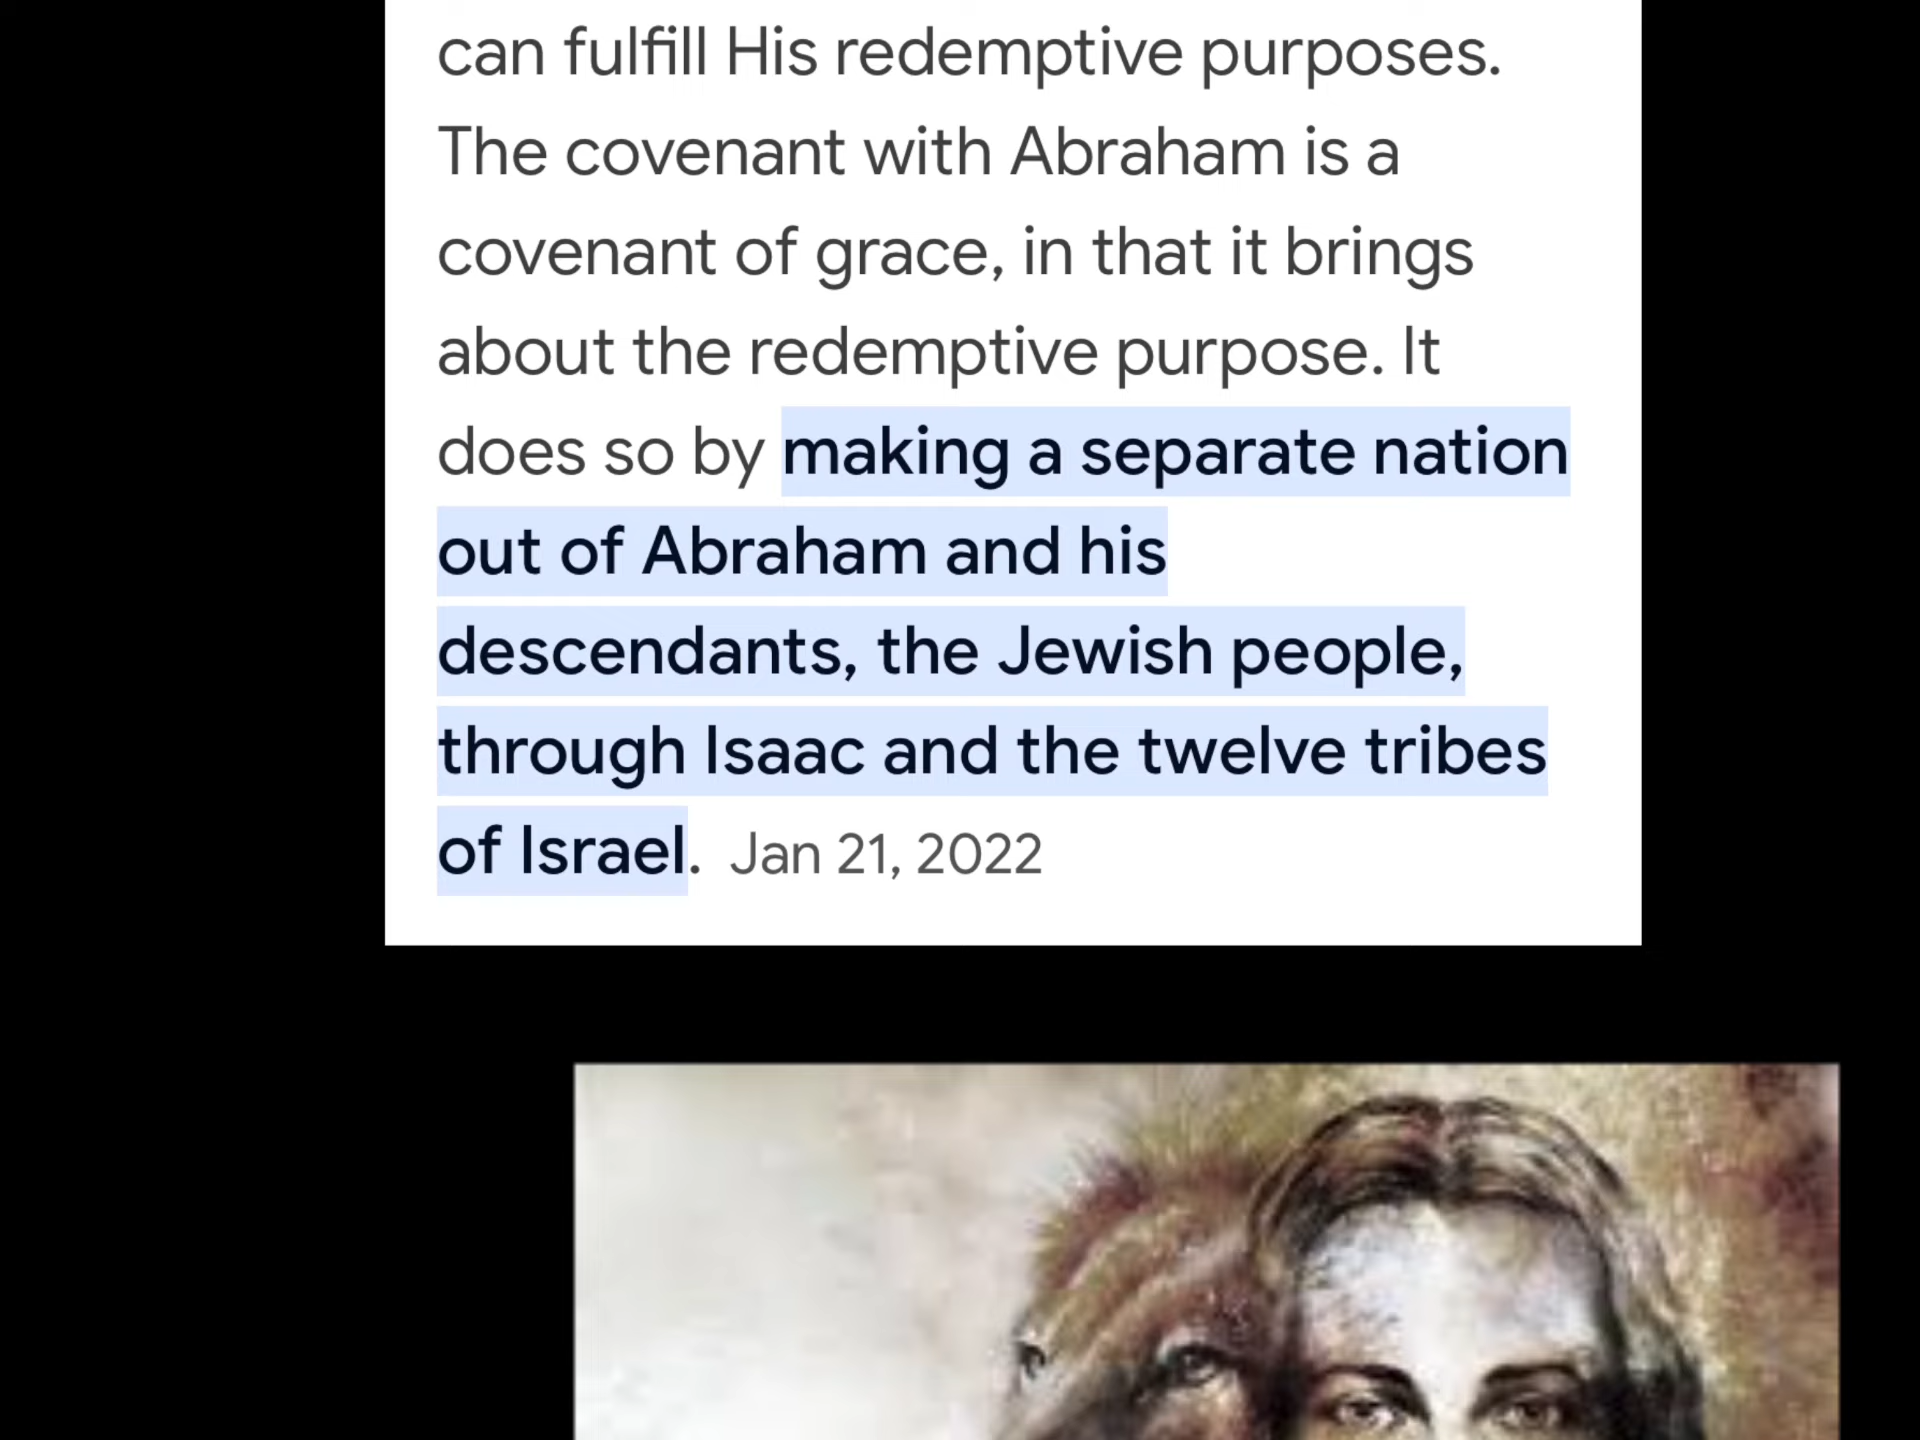 can fulfill His redemptive purposes.
The covenant with Abraham is a
covenant of grace, in that it brings
about the redemptive purpose. It
does so by making a separate nation
out of Abraham and his
descendants, the Jewish people,
through Isaac and the twelve tribes
of Israel. Jan 21, 2022